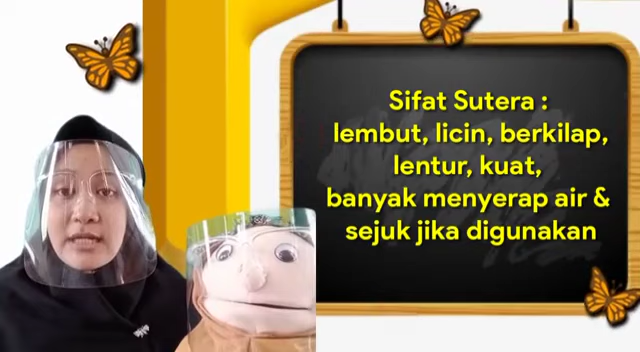 Sifat Sutera :
lembut, licin, berkilap,
lentur, kuat,
banyak menyerap air &
sejuk jika digunakan